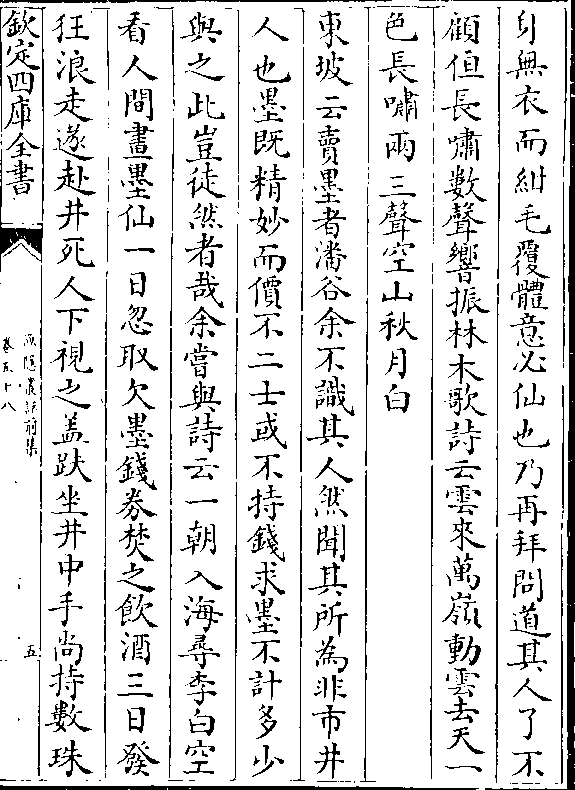 身無衣而紺毛覆體意必仙也乃再拜問道其人了不
顧但長嘯數聲響振林木歌詩云雲來萬嶺動雲去天一
色長嘯兩三聲空山秋月白
東坡云賣墨者潘谷余不識其人然聞其所為非市井
人也墨既精妙而價不二士或不持錢求墨不計多少
與之此豈徒然者哉余嘗與詩云一朝入海尋李白空
看人間畫墨仙一日忽取欠墨錢券焚之飲酒三日發
狂浪走遂赴井死人下視之盖趺坐井中手尚持數珠
欽定四庫全書
漁隱叢話前集
卷五十八
五